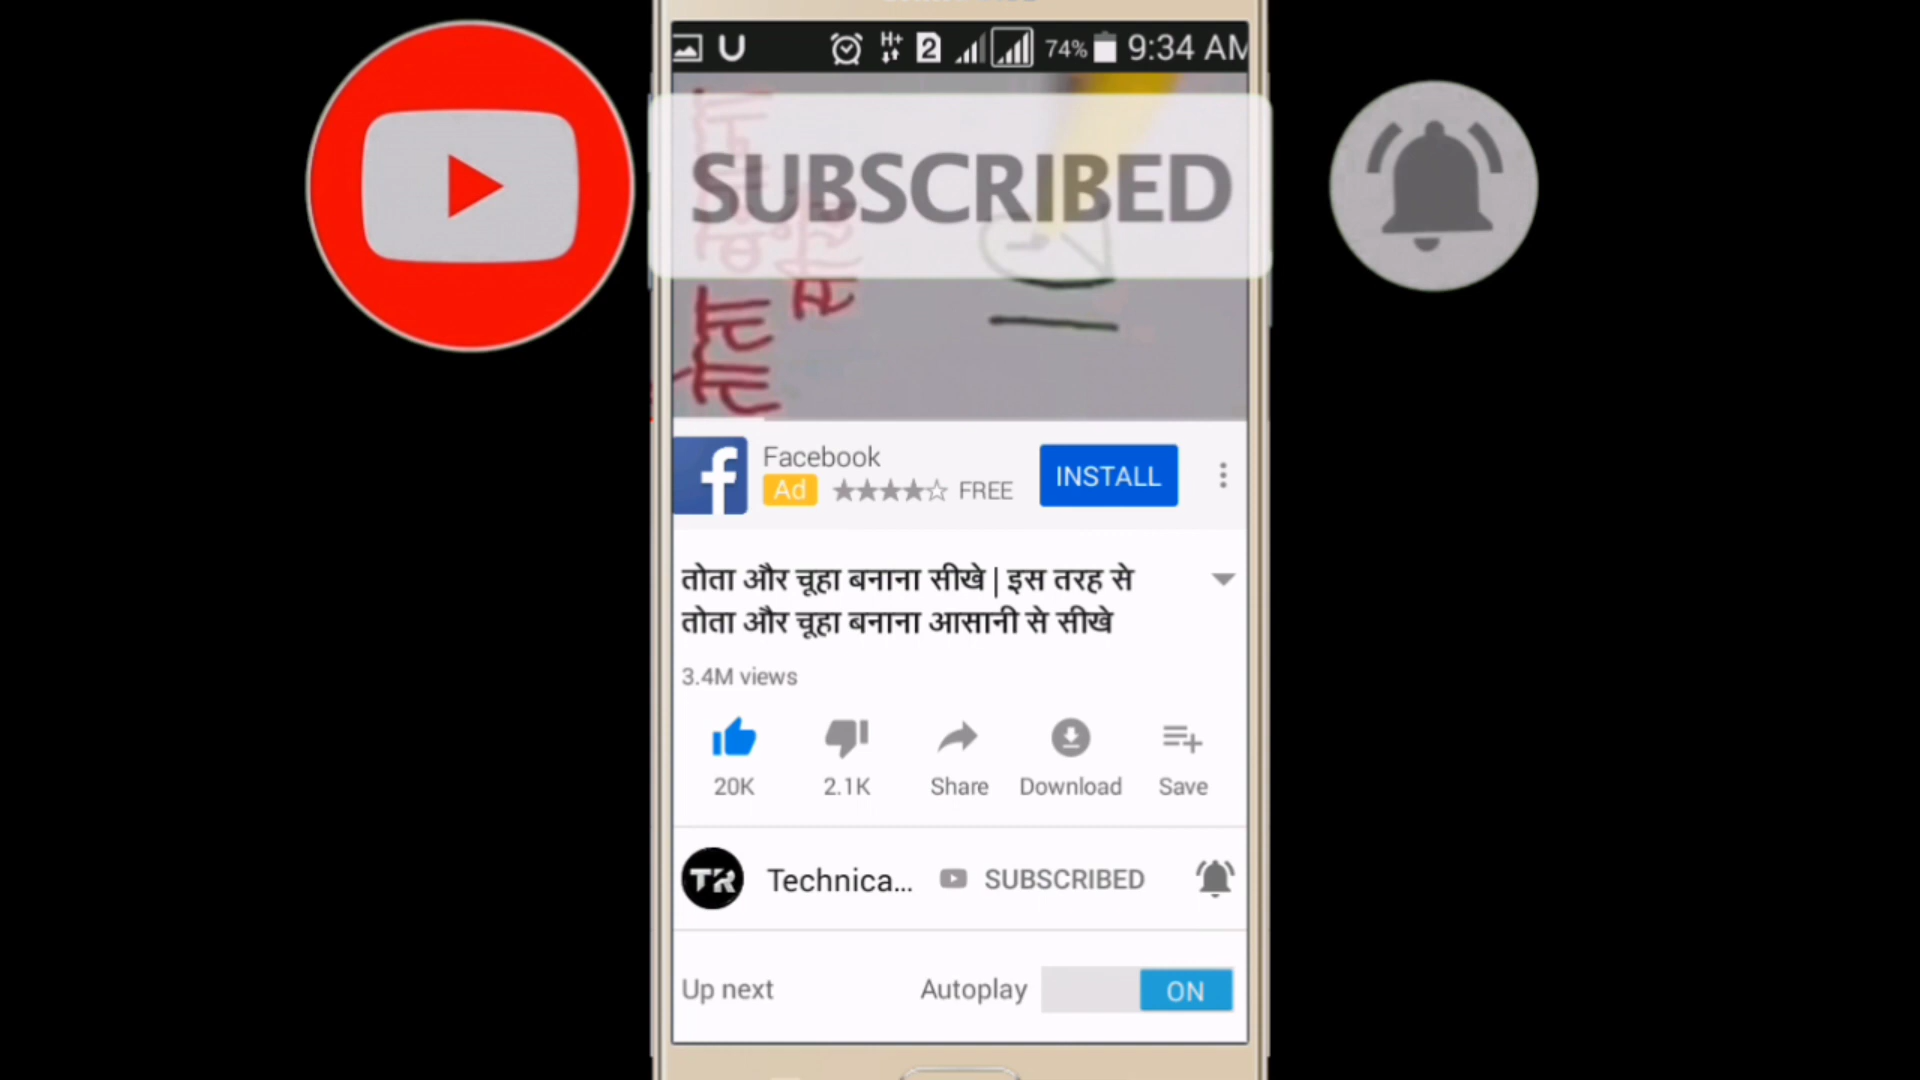 74% 9:34 AM
SUBSCRIBED
तोता
Facebook
Ad FREE
INSTALL
तोता और चूहा बनाना सीखे | इस तरह से
तोता और चूहा बनाना आसानी से सीखे
3.4M views
20K 2.1K Share Download Save
TR Technica... SUBSCRIBED
Up next Autoplay ON